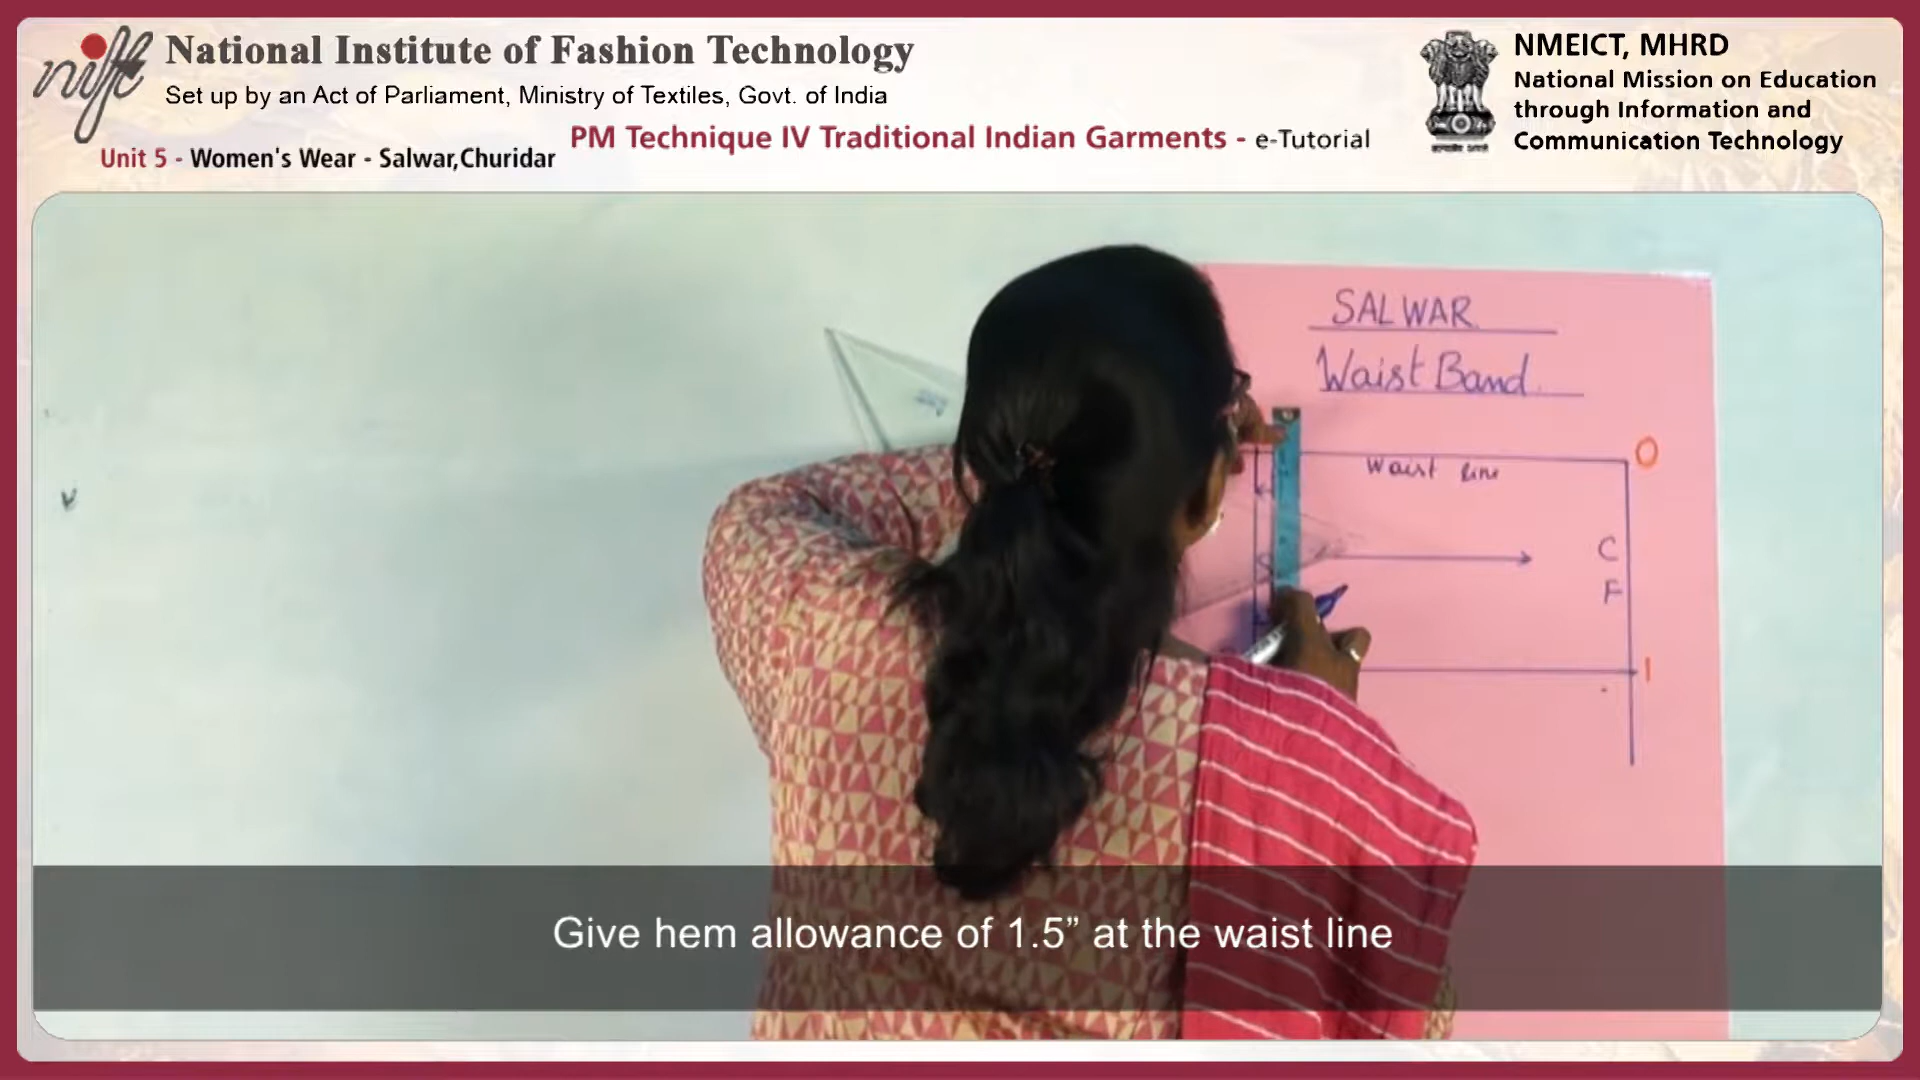 nift
National Institute of Fashion Technology
Set up by an Act of Parliament, Ministry of Textiles, Govt. of India
PM Technique IV Traditional Indian Garments - e-Tutorial
Unit 5 - Women's Wear - Salwar,Churidar
NMEICT, MHRD
National Mission on Education
through Information and
Communication Technology
SALWAR
Waist Band
O
Waist line
C
F
1
Give hem allowance of 1.5” at the waist line